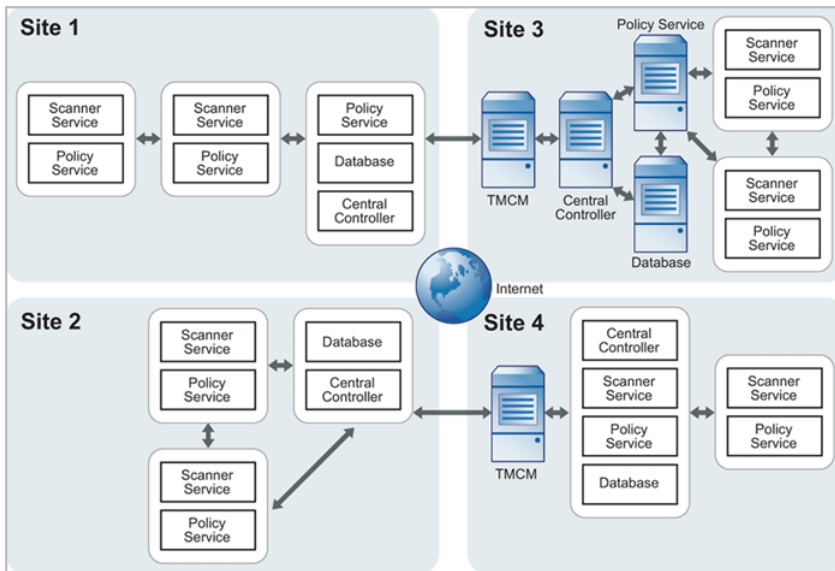 Site 1
Scanner
Service
Policy
Service
Scanner
Service
Policy
Service
Policy
Service
Database
Central
Controller
Site 3
Policy Service
TMCM
Central
Controller
Database
Scanner
Service
Policy
Service
Scanner
Service
Policy
Service
Internet
Site 2
Scanner
Service
Policy
Service
Database
Central
Controller
Scanner
Service
Policy
Service
Site 4
TMCM
Central
Controller
Scanner
Service
Policy
Service
Database
Scanner
Service
Policy
Service